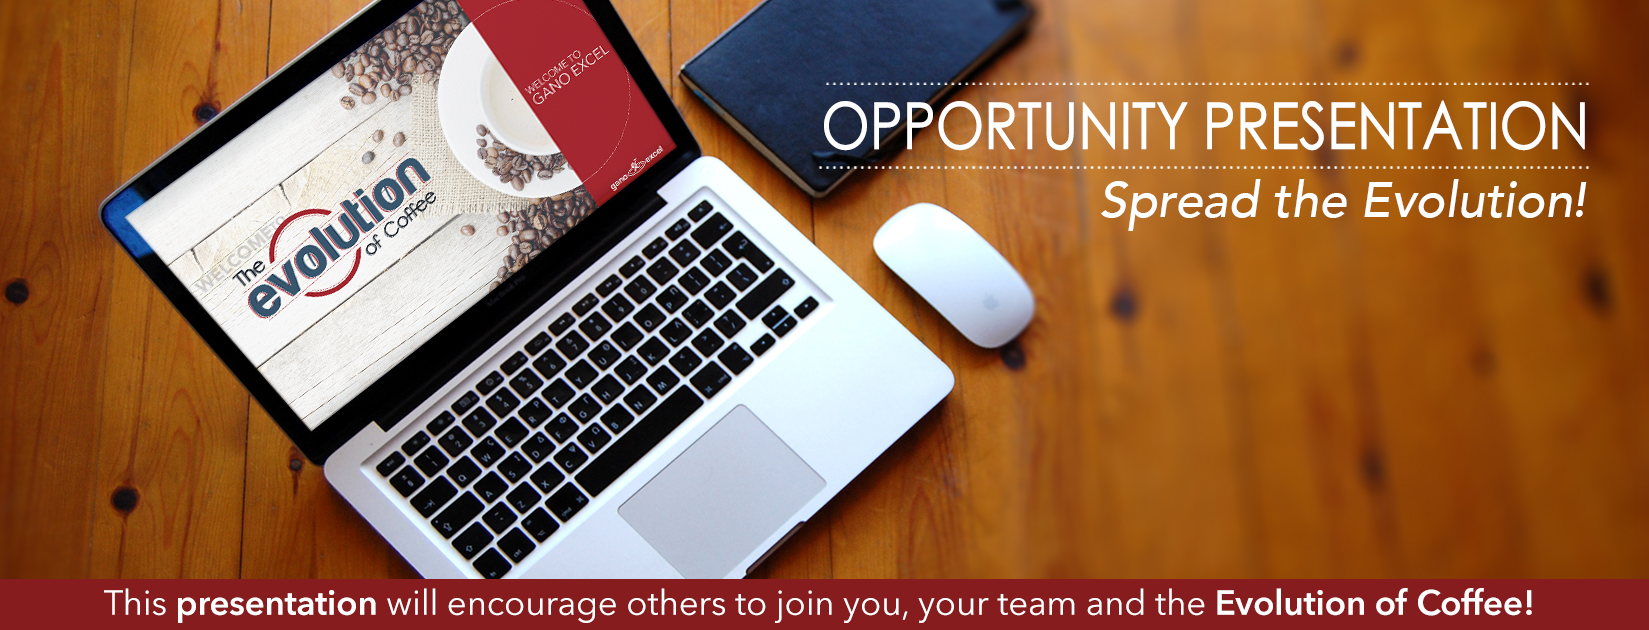 OPPORTUNITY PRESENTATION
Spread the Evolution!
WELCOME TO
GANO EXCEL
WELCOME TO
The
evolution
of Coffee
gano excel
This presentation will encourage others to join you, your team and the Evolution of Coffee!